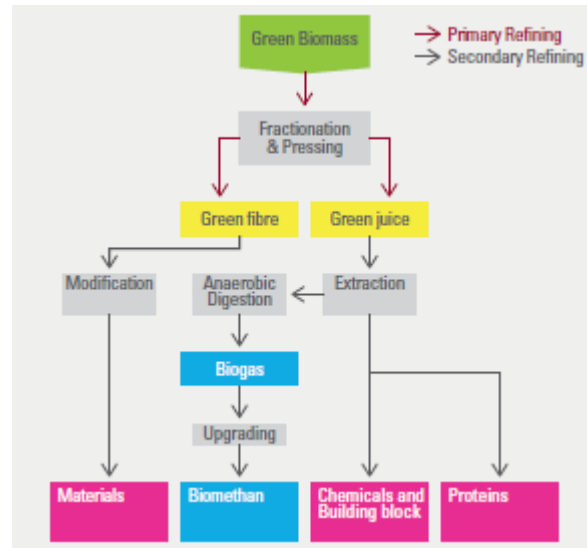 Green Biomass
Primary Refining
Secondary Refining
Fractionation
& Pressing
Green fibre
Green juice
Modification
Anaerobic
Digestion
Extraction
Biogas
Upgrading
Materials
Biomethan
Chemicals and
Building block
Proteins